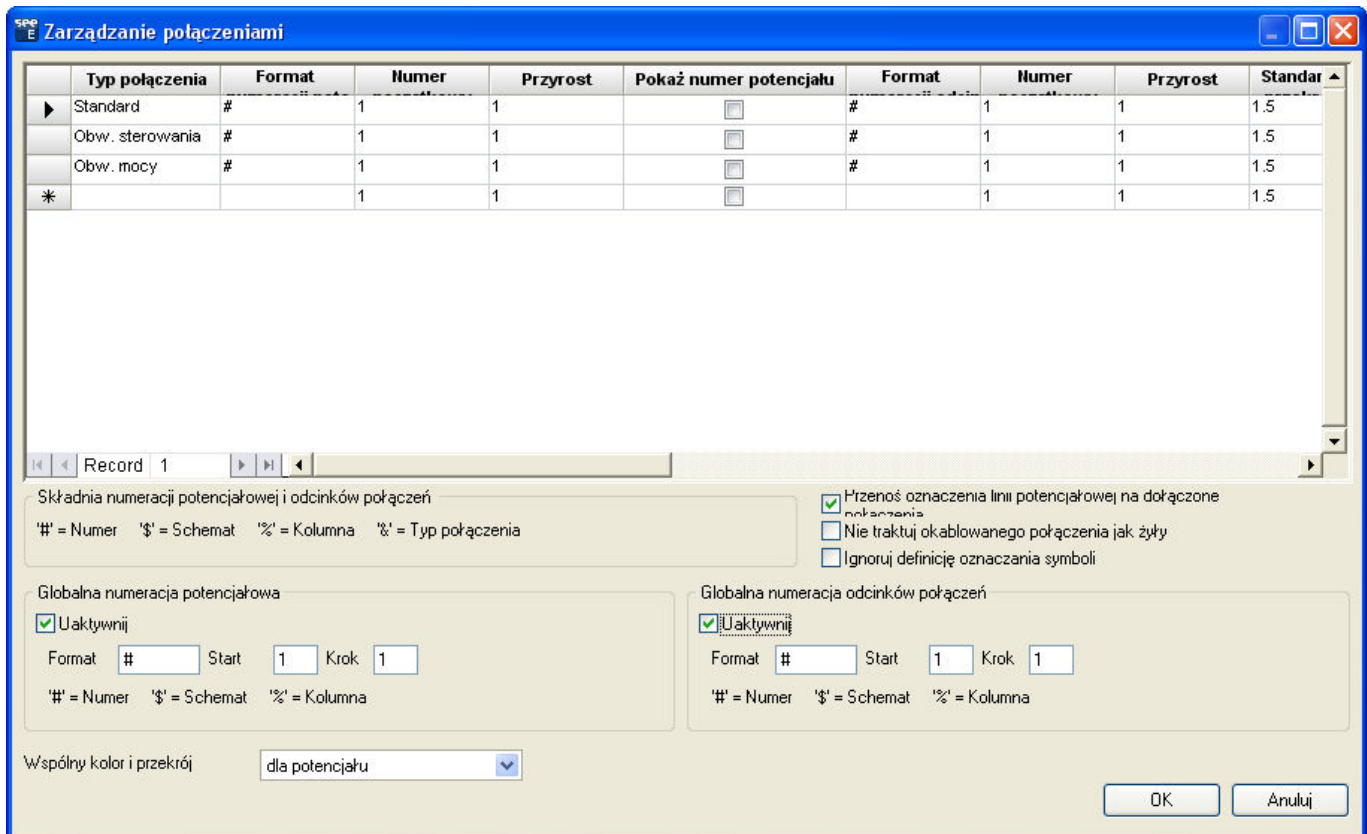 see E Zarządzanie połączeniami
Typ połączenia Format Numer Przyrost Pokaż numer potencjału Format Numer Przyrost Standar
Standard # 1 1 # 1 1 1.5
Obw. sterowania # 1 1 # 1 1 1.5
Obw. mocy # 1 1 # 1 1 1.5
* 1 1 1 1 1.5
Record 1
Składnia numeracji potencjałowej i odcinków połączeń
'#' = Numer '$' = Schemat '%' = Kolumna '&' = Typ połączenia
Przenoś oznaczenia linii potencjałowej na dołączone
Nie traktuj okablowanego połączenia jak żyły
Ignoruj definicję oznaczania symboli
Globalna numeracja potencjałowa
Uaktywnij
Format # Start 1 Krok 1
'#' = Numer '$' = Schemat '%' = Kolumna
Globalna numeracja odcinków połączeń
Uaktywnij
Format # Start 1 Krok 1
'#' = Numer '$' = Schemat '%' = Kolumna
Wspólny kolor i przekrój dla potencjału
OK Anuluj